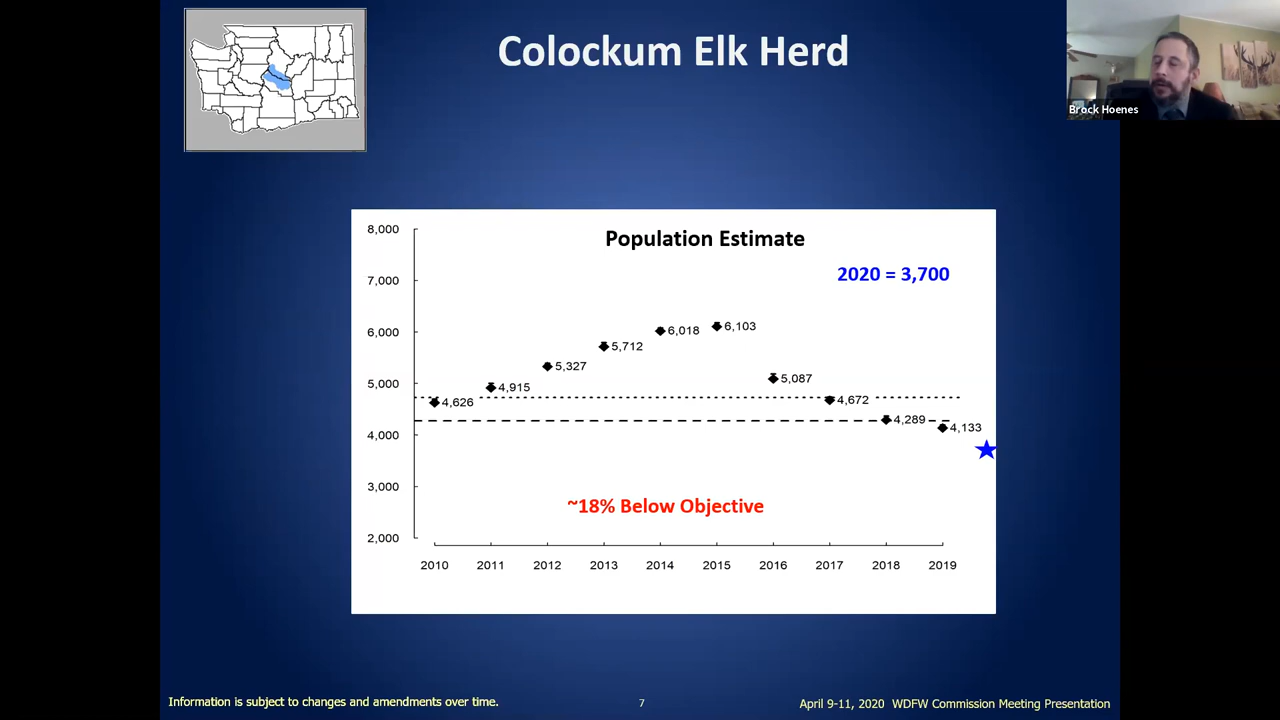 Colockum Elk Herd
Brock Hoenes
Population Estimate
2020 = 3,700
8,000
7,000
6,000
5,000
4,000
3,000
2,000
4,626
4,915
5,327
5,712
6,018
6,103
5,087
4,672
4,289
4,133
~18% Below Objective
2010 2011 2012 2013 2014 2015 2016 2017 2018 2019
Information is subject to changes and amendments over time.
7
April 9-11, 2020 WDFW Commission Meeting Presentation